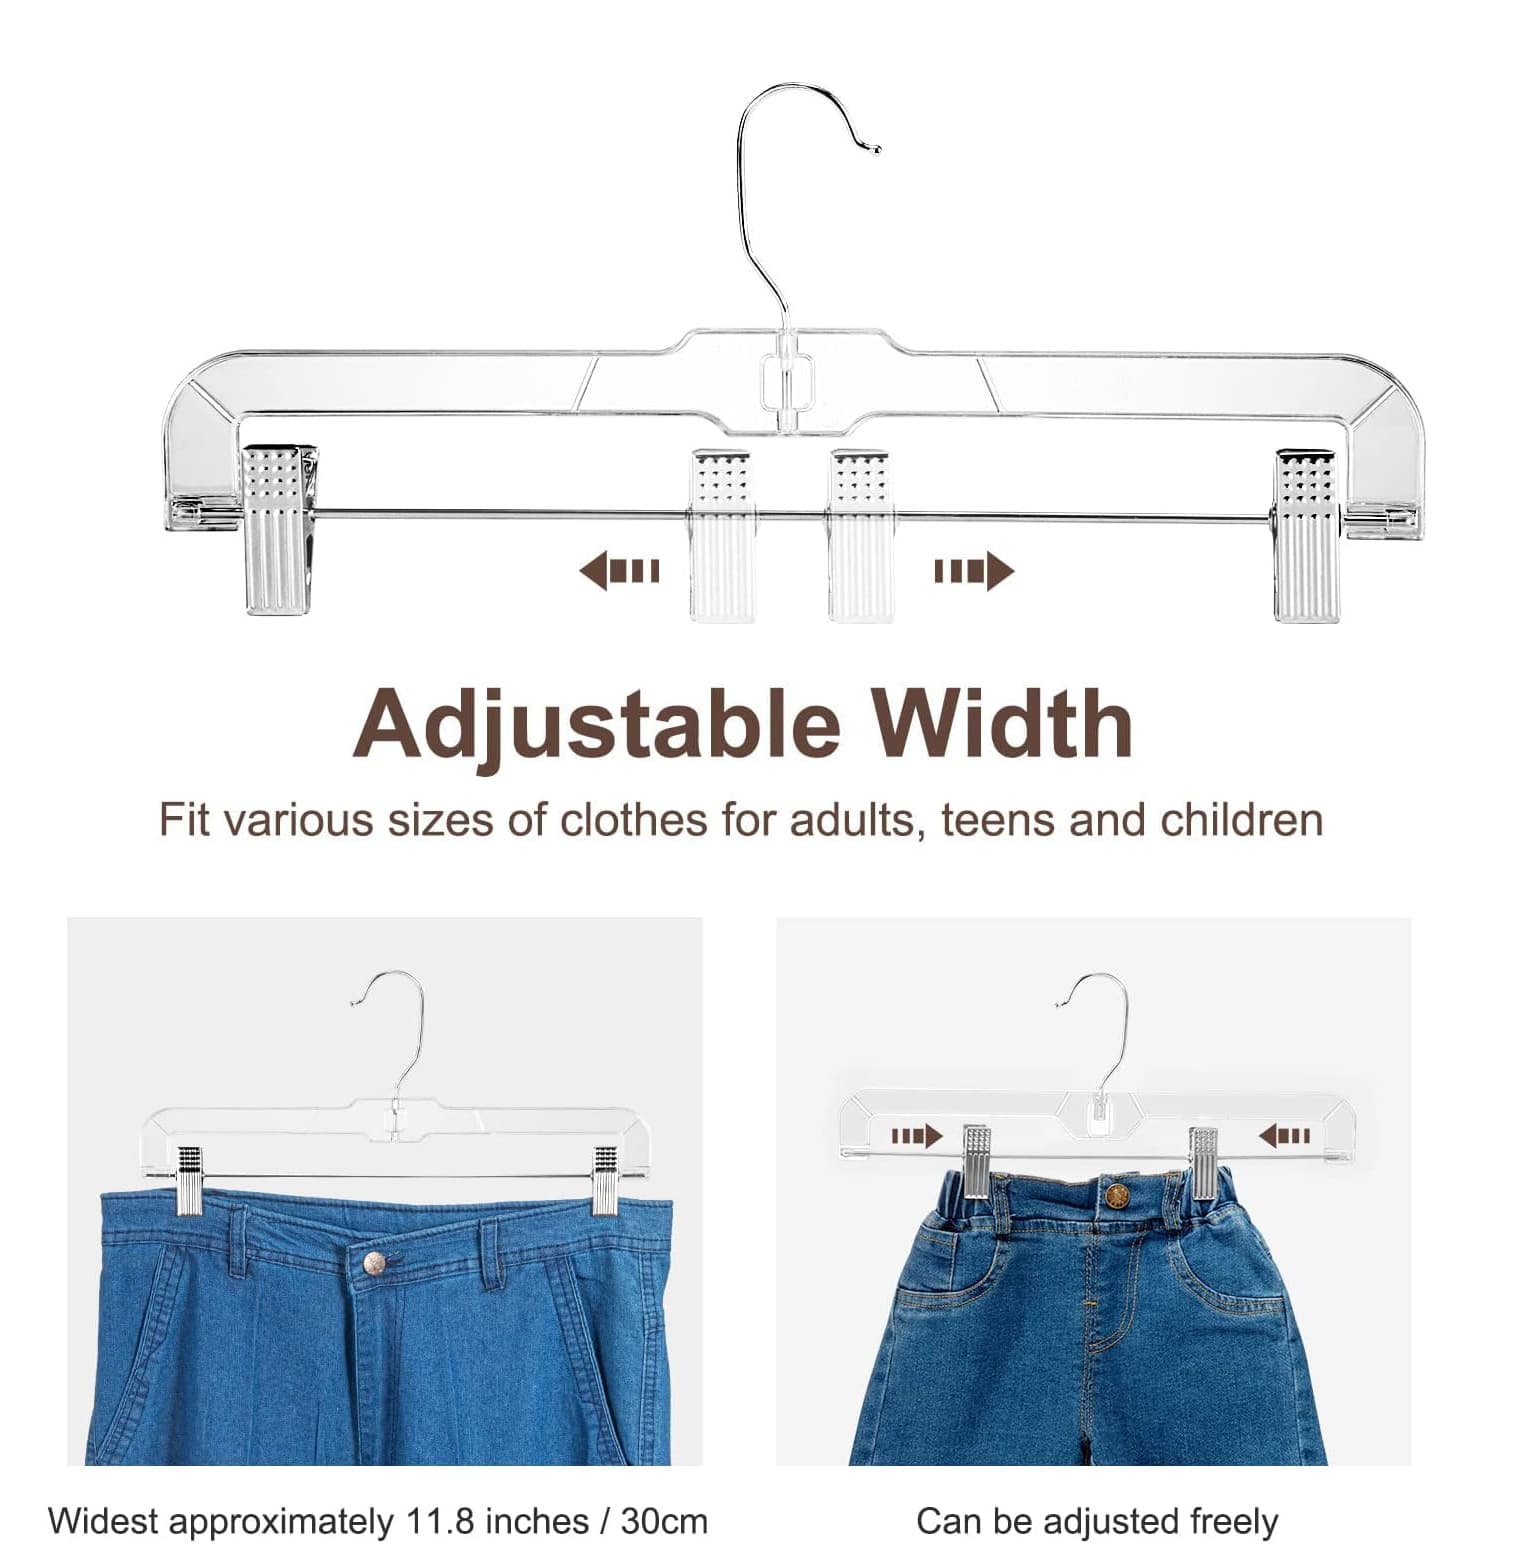 Adjustable Width
Fit various sizes of clothes for adults, teens and children
Widest approximately 11.8 inches / 30cm
Can be adjusted freely